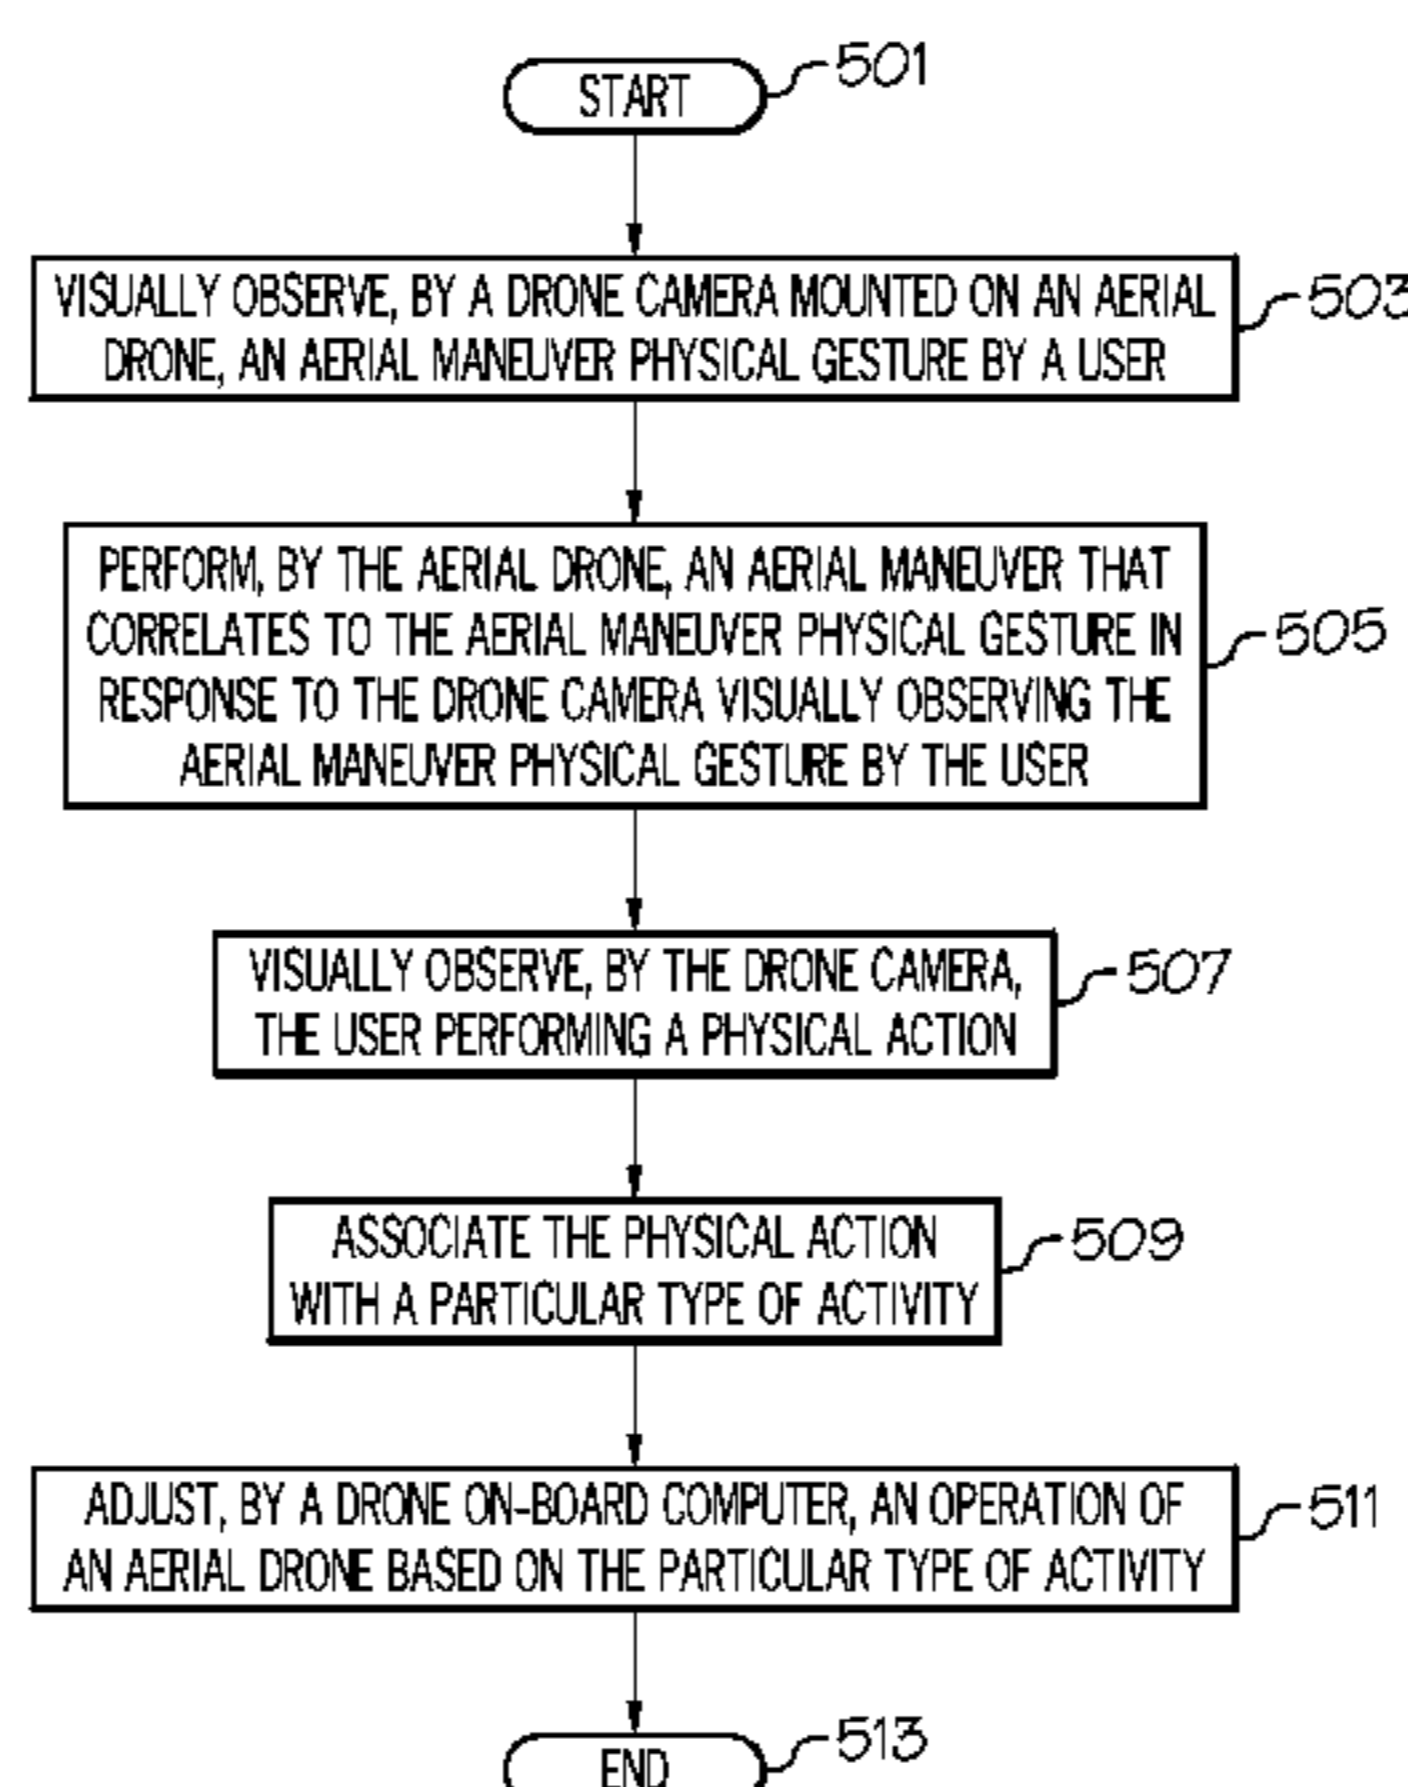 START
501
VISUALLY OBSERVE, BY A DRONE CAMERA MOUNTED ON AN AERIAL
DRONE, AN AERIAL MANEUVER PHYSICAL GESTURE BY A USER
503
PERFORM, BY THE AERIAL DRONE, AN AERIAL MANEUVER THAT
CORRELATES TO THE AERIAL MANEUVER PHYSICAL GESTURE IN
RESPONSE TO THE DRONE CAMERA VISUALLY OBSERVING THE
AERIAL MANEUVER PHYSICAL GESTURE BY THE USER
505
VISUALLY OBSERVE, BY THE DRONE CAMERA,
THE USER PERFORMING A PHYSICAL ACTION
507
ASSOCIATE THE PHYSICAL ACTION
WITH A PARTICULAR TYPE OF ACTIVITY
509
ADJUST, BY A DRONE ON-BOARD COMPUTER, AN OPERATION OF
AN AERIAL DRONE BASED ON THE PARTICULAR TYPE OF ACTIVITY
511
END
513